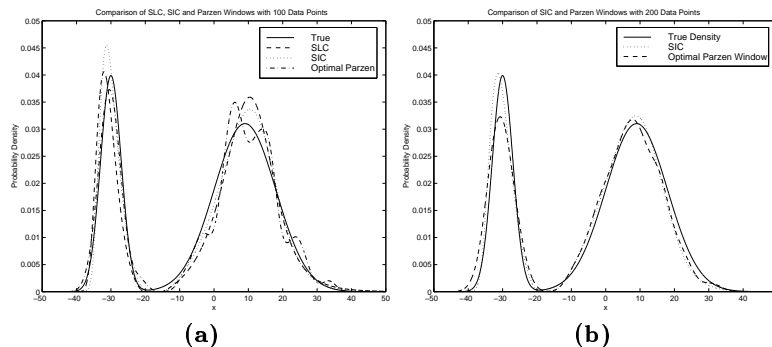 Comparison of SLC, SIC and Parzen Windows with 100 Data Points
0.05
0.045
0.04
0.035
0.03
0.025
0.02
0.015
0.01
0.005
0
Probability Density
True
SLC
SIC
Optimal Parzen
−50 −40 −30 −20 −10 0 10 20 30 40 50
x
(a)
Comparison of SIC and Parzen Windows with 200 Data Points
0.05
0.045
0.04
0.035
0.03
0.025
0.02
0.015
0.01
0.005
0
Probability Density
True Density
SIC
Optimal Parzen Window
−50 −40 −30 −20 −10 0 10 20 30 40
x
(b)